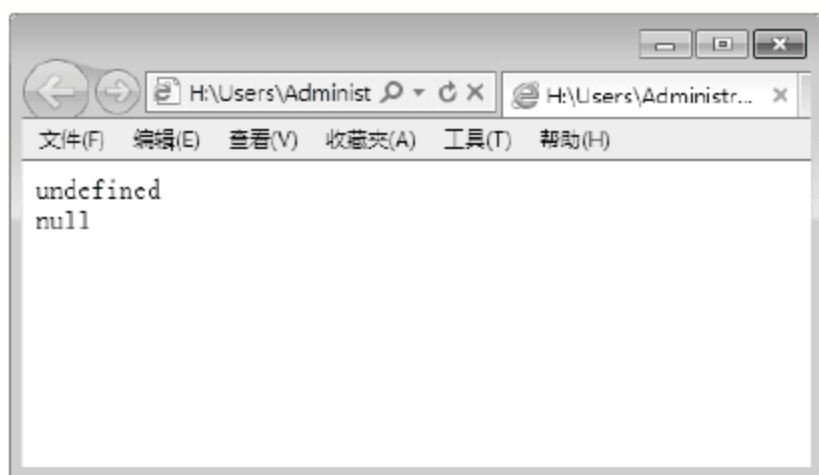 H:\Users\Administ
H:\Users\Administr...
文件(F) 编辑(E) 查看(V) 收藏夹(A) 工具(T) 帮助(H)
undefined
null